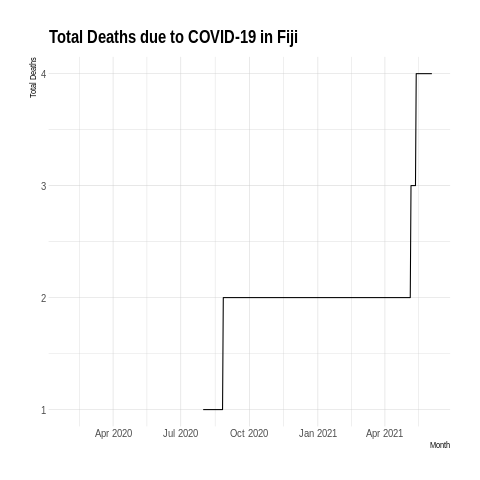 Total Deaths due to COVID-19 in Fiji
Total Deaths
4
3
2
1
Apr 2020 Jul 2020 Oct 2020 Jan 2021 Apr 2021
Month